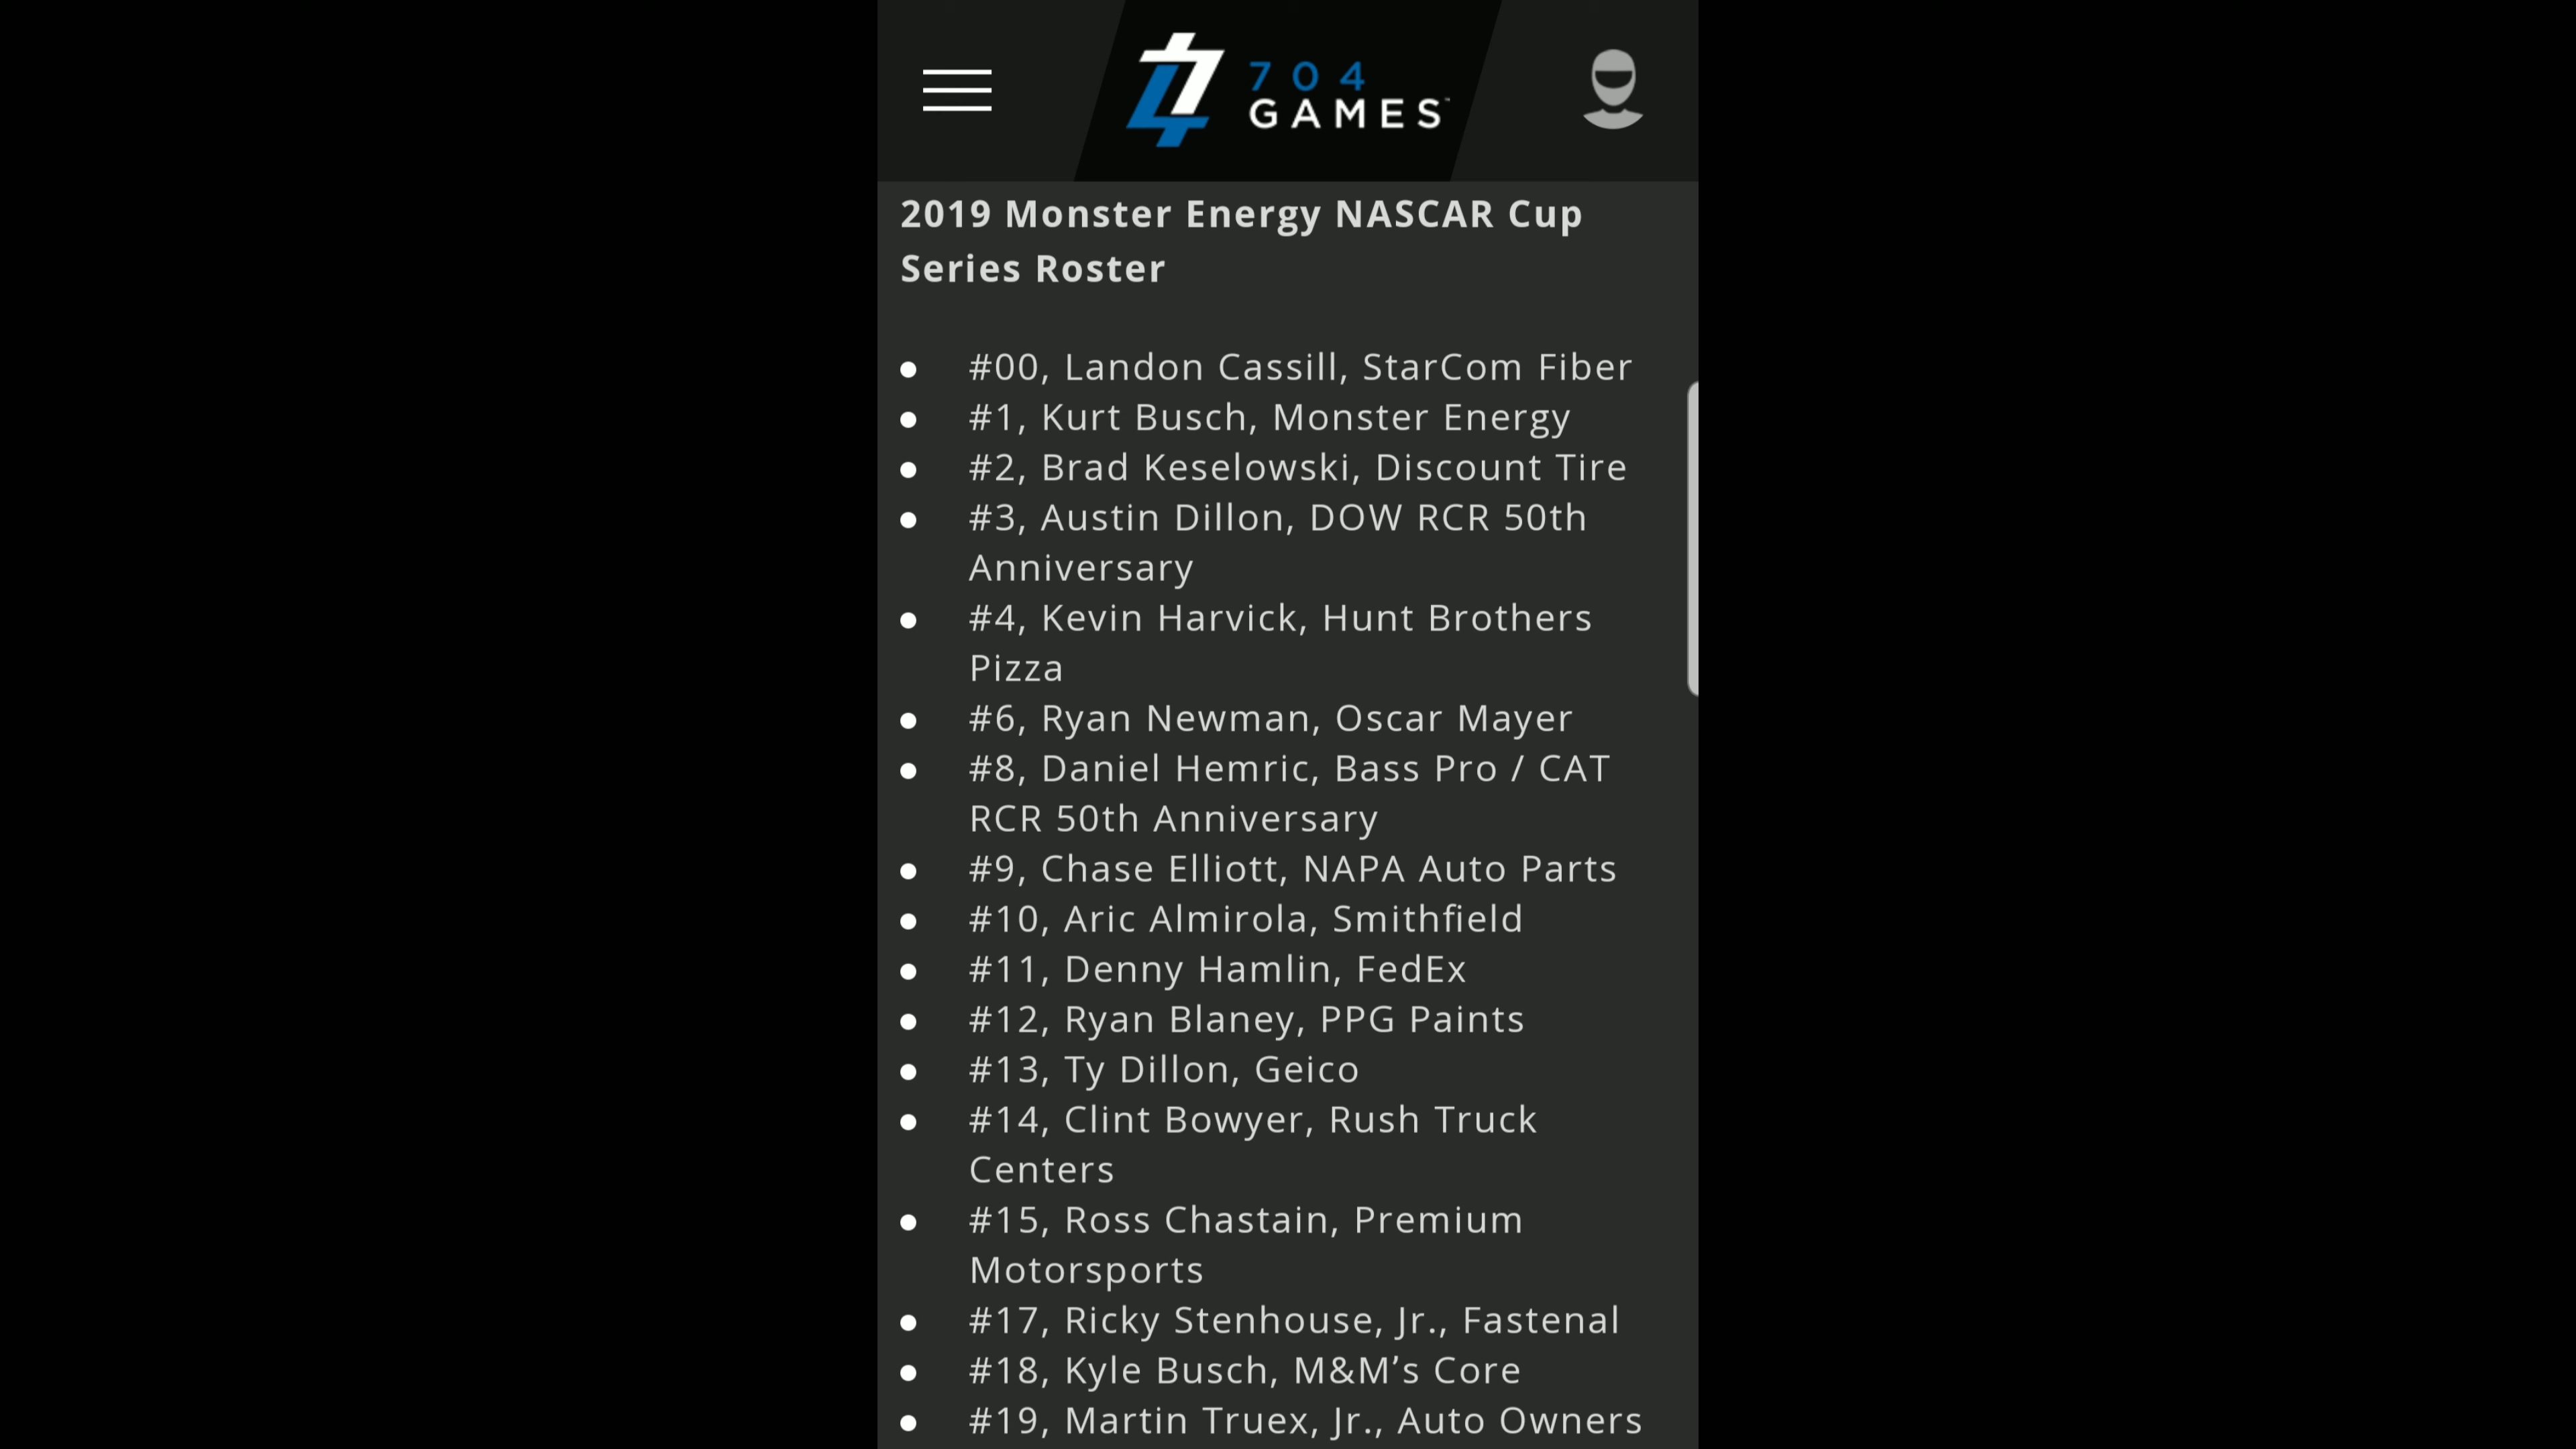 704
GAMES™
2019 Monster Energy NASCAR Cup
Series Roster
● #00, Landon Cassill, StarCom Fiber
● #1, Kurt Busch, Monster Energy
● #2, Brad Keselowski, Discount Tire
● #3, Austin Dillon, DOW RCR 50th
Anniversary
● #4, Kevin Harvick, Hunt Brothers
Pizza
● #6, Ryan Newman, Oscar Mayer
● #8, Daniel Hemric, Bass Pro / CAT
RCR 50th Anniversary
● #9, Chase Elliott, NAPA Auto Parts
● #10, Aric Almirola, Smithfield
● #11, Denny Hamlin, FedEx
● #12, Ryan Blaney, PPG Paints
● #13, Ty Dillon, Geico
● #14, Clint Bowyer, Rush Truck
Centers
● #15, Ross Chastain, Premium
Motorsports
● #17, Ricky Stenhouse, Jr., Fastenal
● #18, Kyle Busch, M&M’s Core
● #19, Martin Truex, Jr., Auto Owners